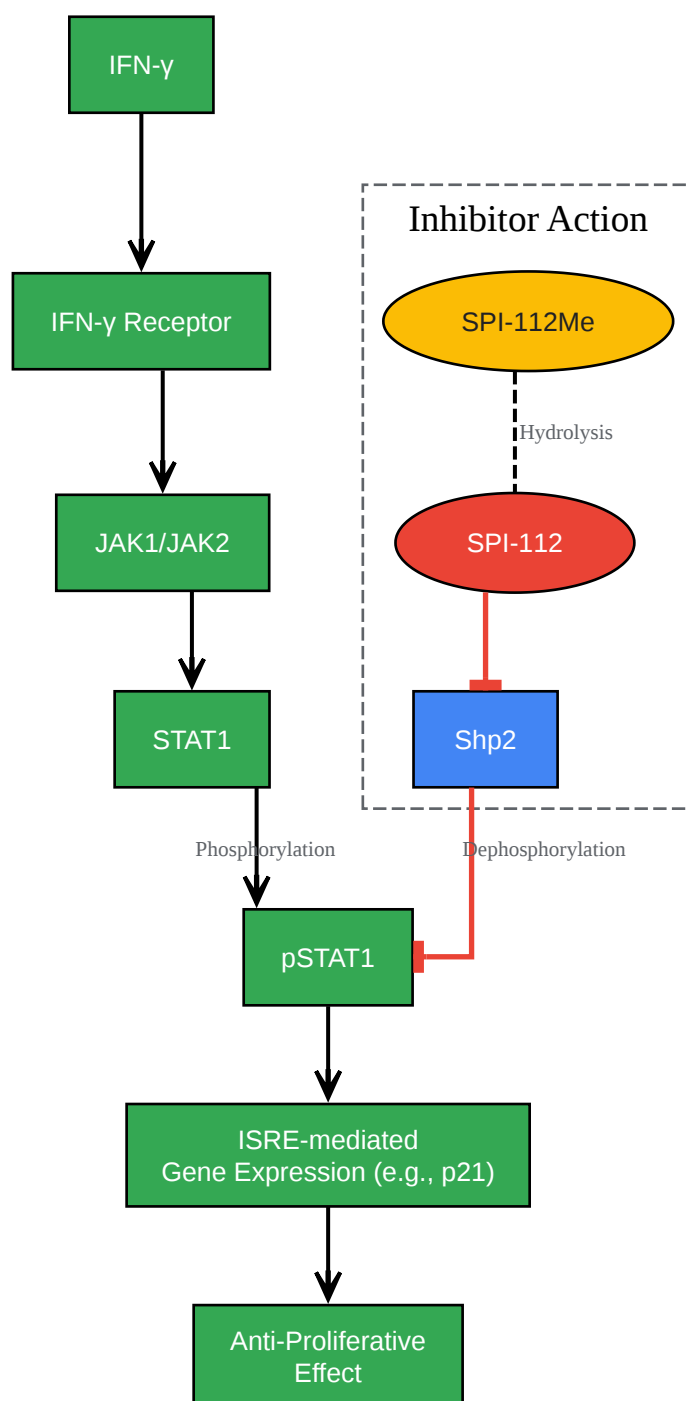 IFN-γ
Inhibitor Action
IFN-γ Receptor
SPI-112Me
Hydrolysis
JAK1/JAK2
SPI-112
STAT1
Shp2
Phosphorylation
Dephosphorylation
pSTAT1
ISRE-mediated
Gene Expression (e.g., p21)
Anti-Proliferative
Effect